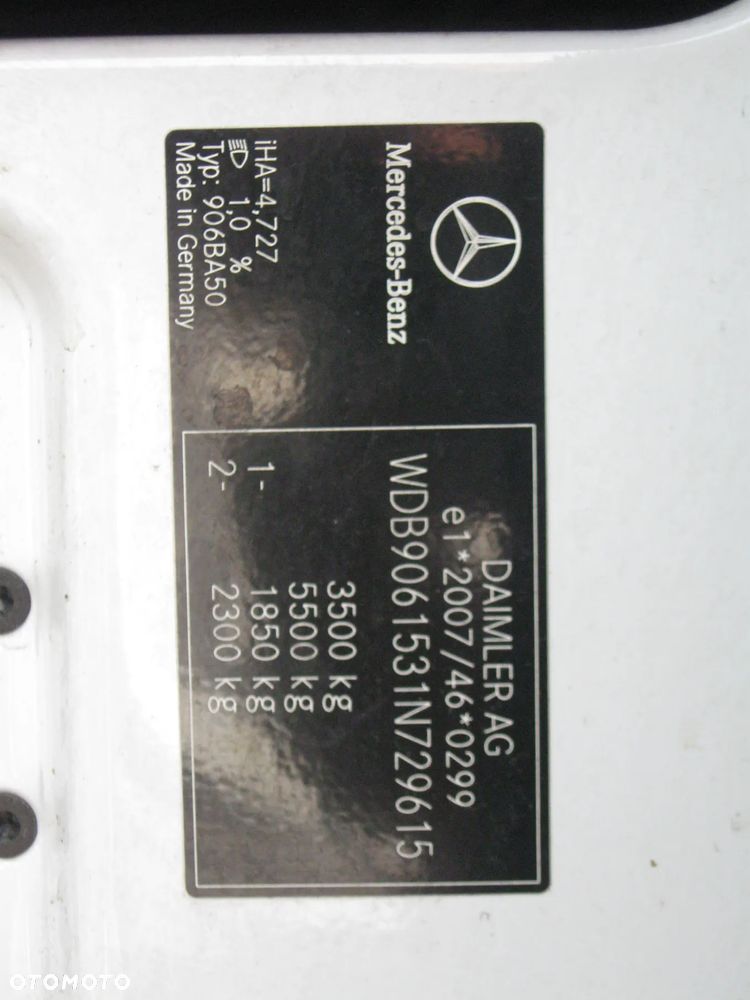 Mercedes-Benz
iHA=4,727
1,0 %
Typ: 906BA50
Made in Germany
DAIMLER AG
e1*2007/46*0299
WDB9061531N729615
3500 kg
5500 kg
1- 1850 kg
2- 2300 kg
OTOMOTO